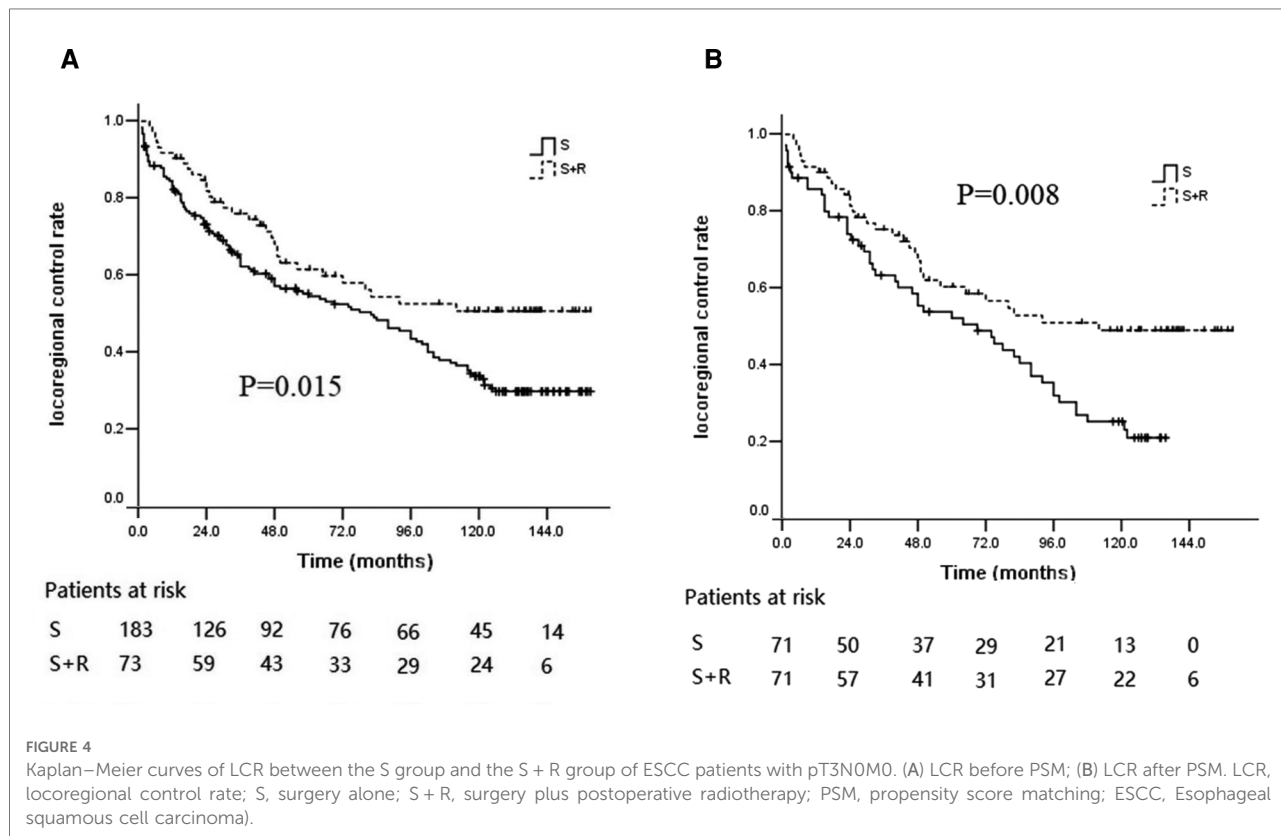 A
1.0
0.8
0.6
0.4
0.2
0.0
locoregional control rate
S
S+R
P=0.015
0.0 24.0 48.0 72.0 96.0 120.0 144.0
Time (months)
Patients at risk
S 183 126 92 76 66 45 14
S+R 73 59 43 33 29 24 6
B
1.0
0.8
0.6
0.4
0.2
0.0
locoregional control rate
S
S+R
P=0.008
0.0 24.0 48.0 72.0 96.0 120.0 144.0
Time (months)
Patients at risk
S 71 50 37 29 21 13 0
S+R 71 57 41 31 27 22 6
FIGURE 4
Kaplan–Meier curves of LCR between the S group and the S + R group of ESCC patients with pT3N0M0. (A) LCR before PSM; (B) LCR after PSM. LCR,
locoregional control rate; S, surgery alone; S + R, surgery plus postoperative radiotherapy; PSM, propensity score matching; ESCC, Esophageal
squamous cell carcinoma).